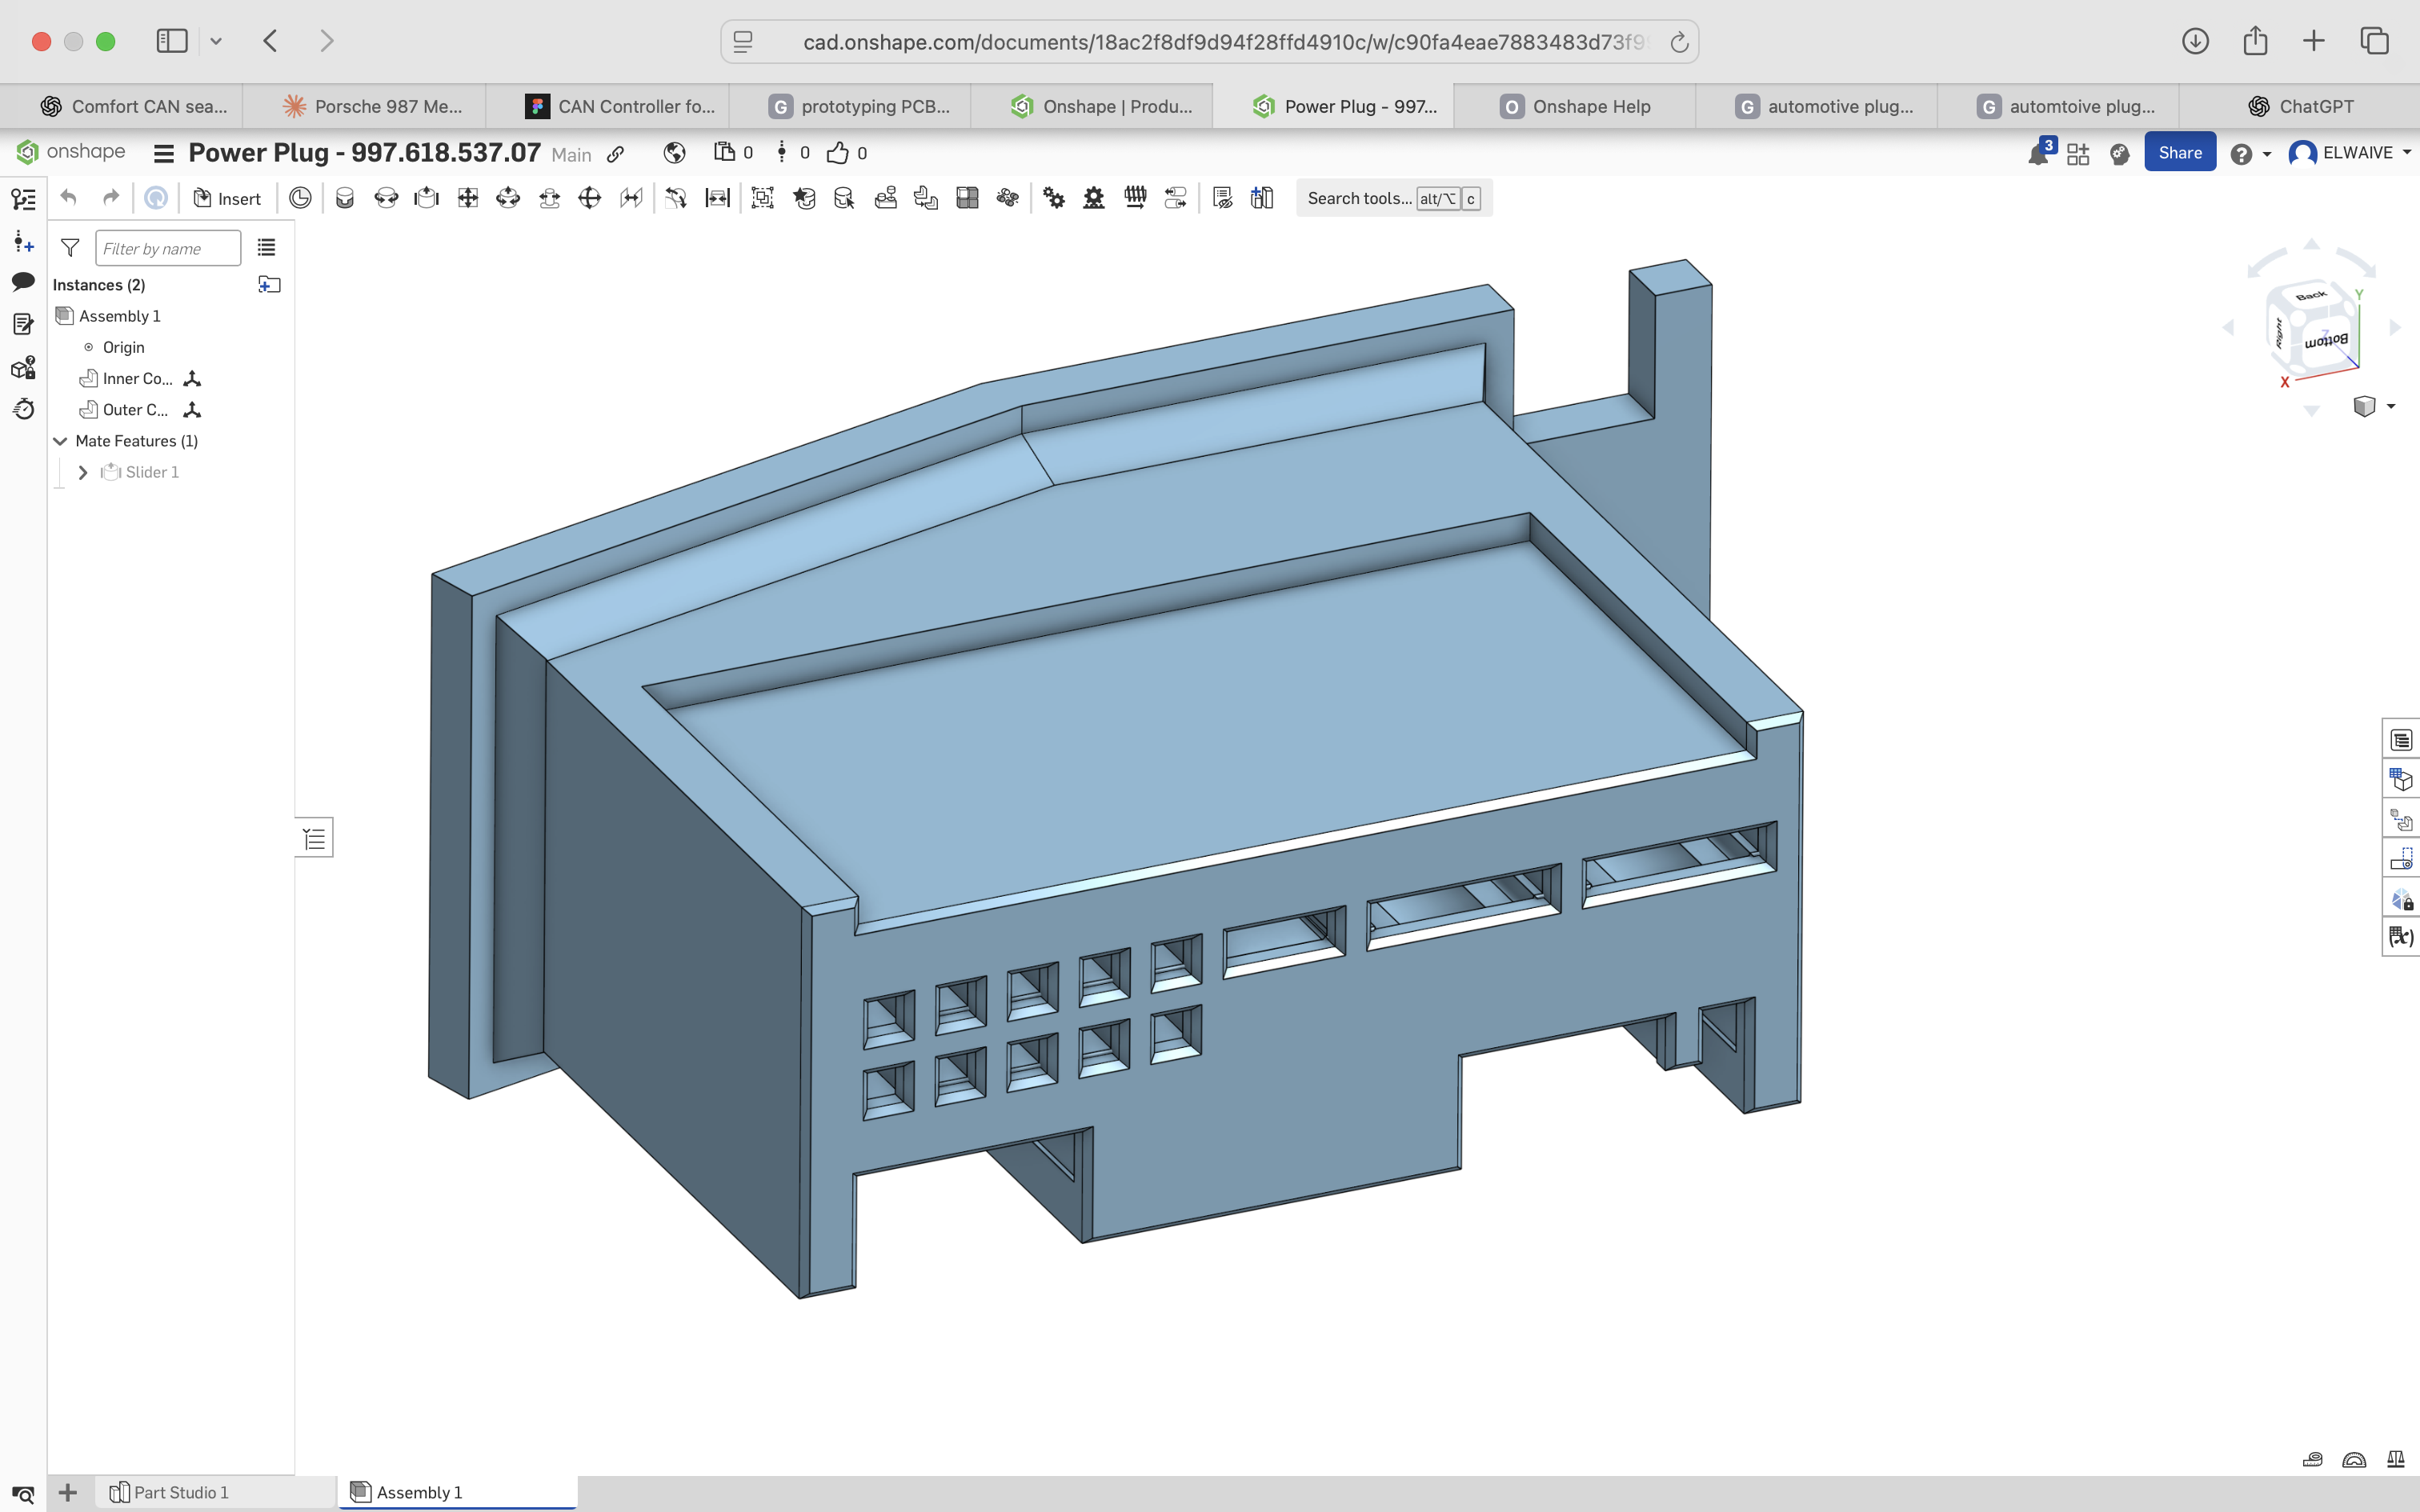 cad.onshape.com/documents/18ac2f8df9d94f28ffd4910c/w/c90fa4eae7883483d73f9
Comfort CAN sea... Porsche 987 Me... CAN Controller fo... prototyping PCB... Onshape | Produ... Power Plug - 997.... Onshape Help automotive plug... automtoive plug... ChatGPT
onshape Power Plug - 997.618.537.07 Main 0 0 0 3 Share ELWAIVE
Insert Search tools... alt/⌥ c
Filter by name
Instances (2)
Assembly 1
Origin
Inner Co...
Outer C...
Mate Features (1)
Slider 1
Back
Right
Bottom
Y
Z
X
Part Studio 1 Assembly 1